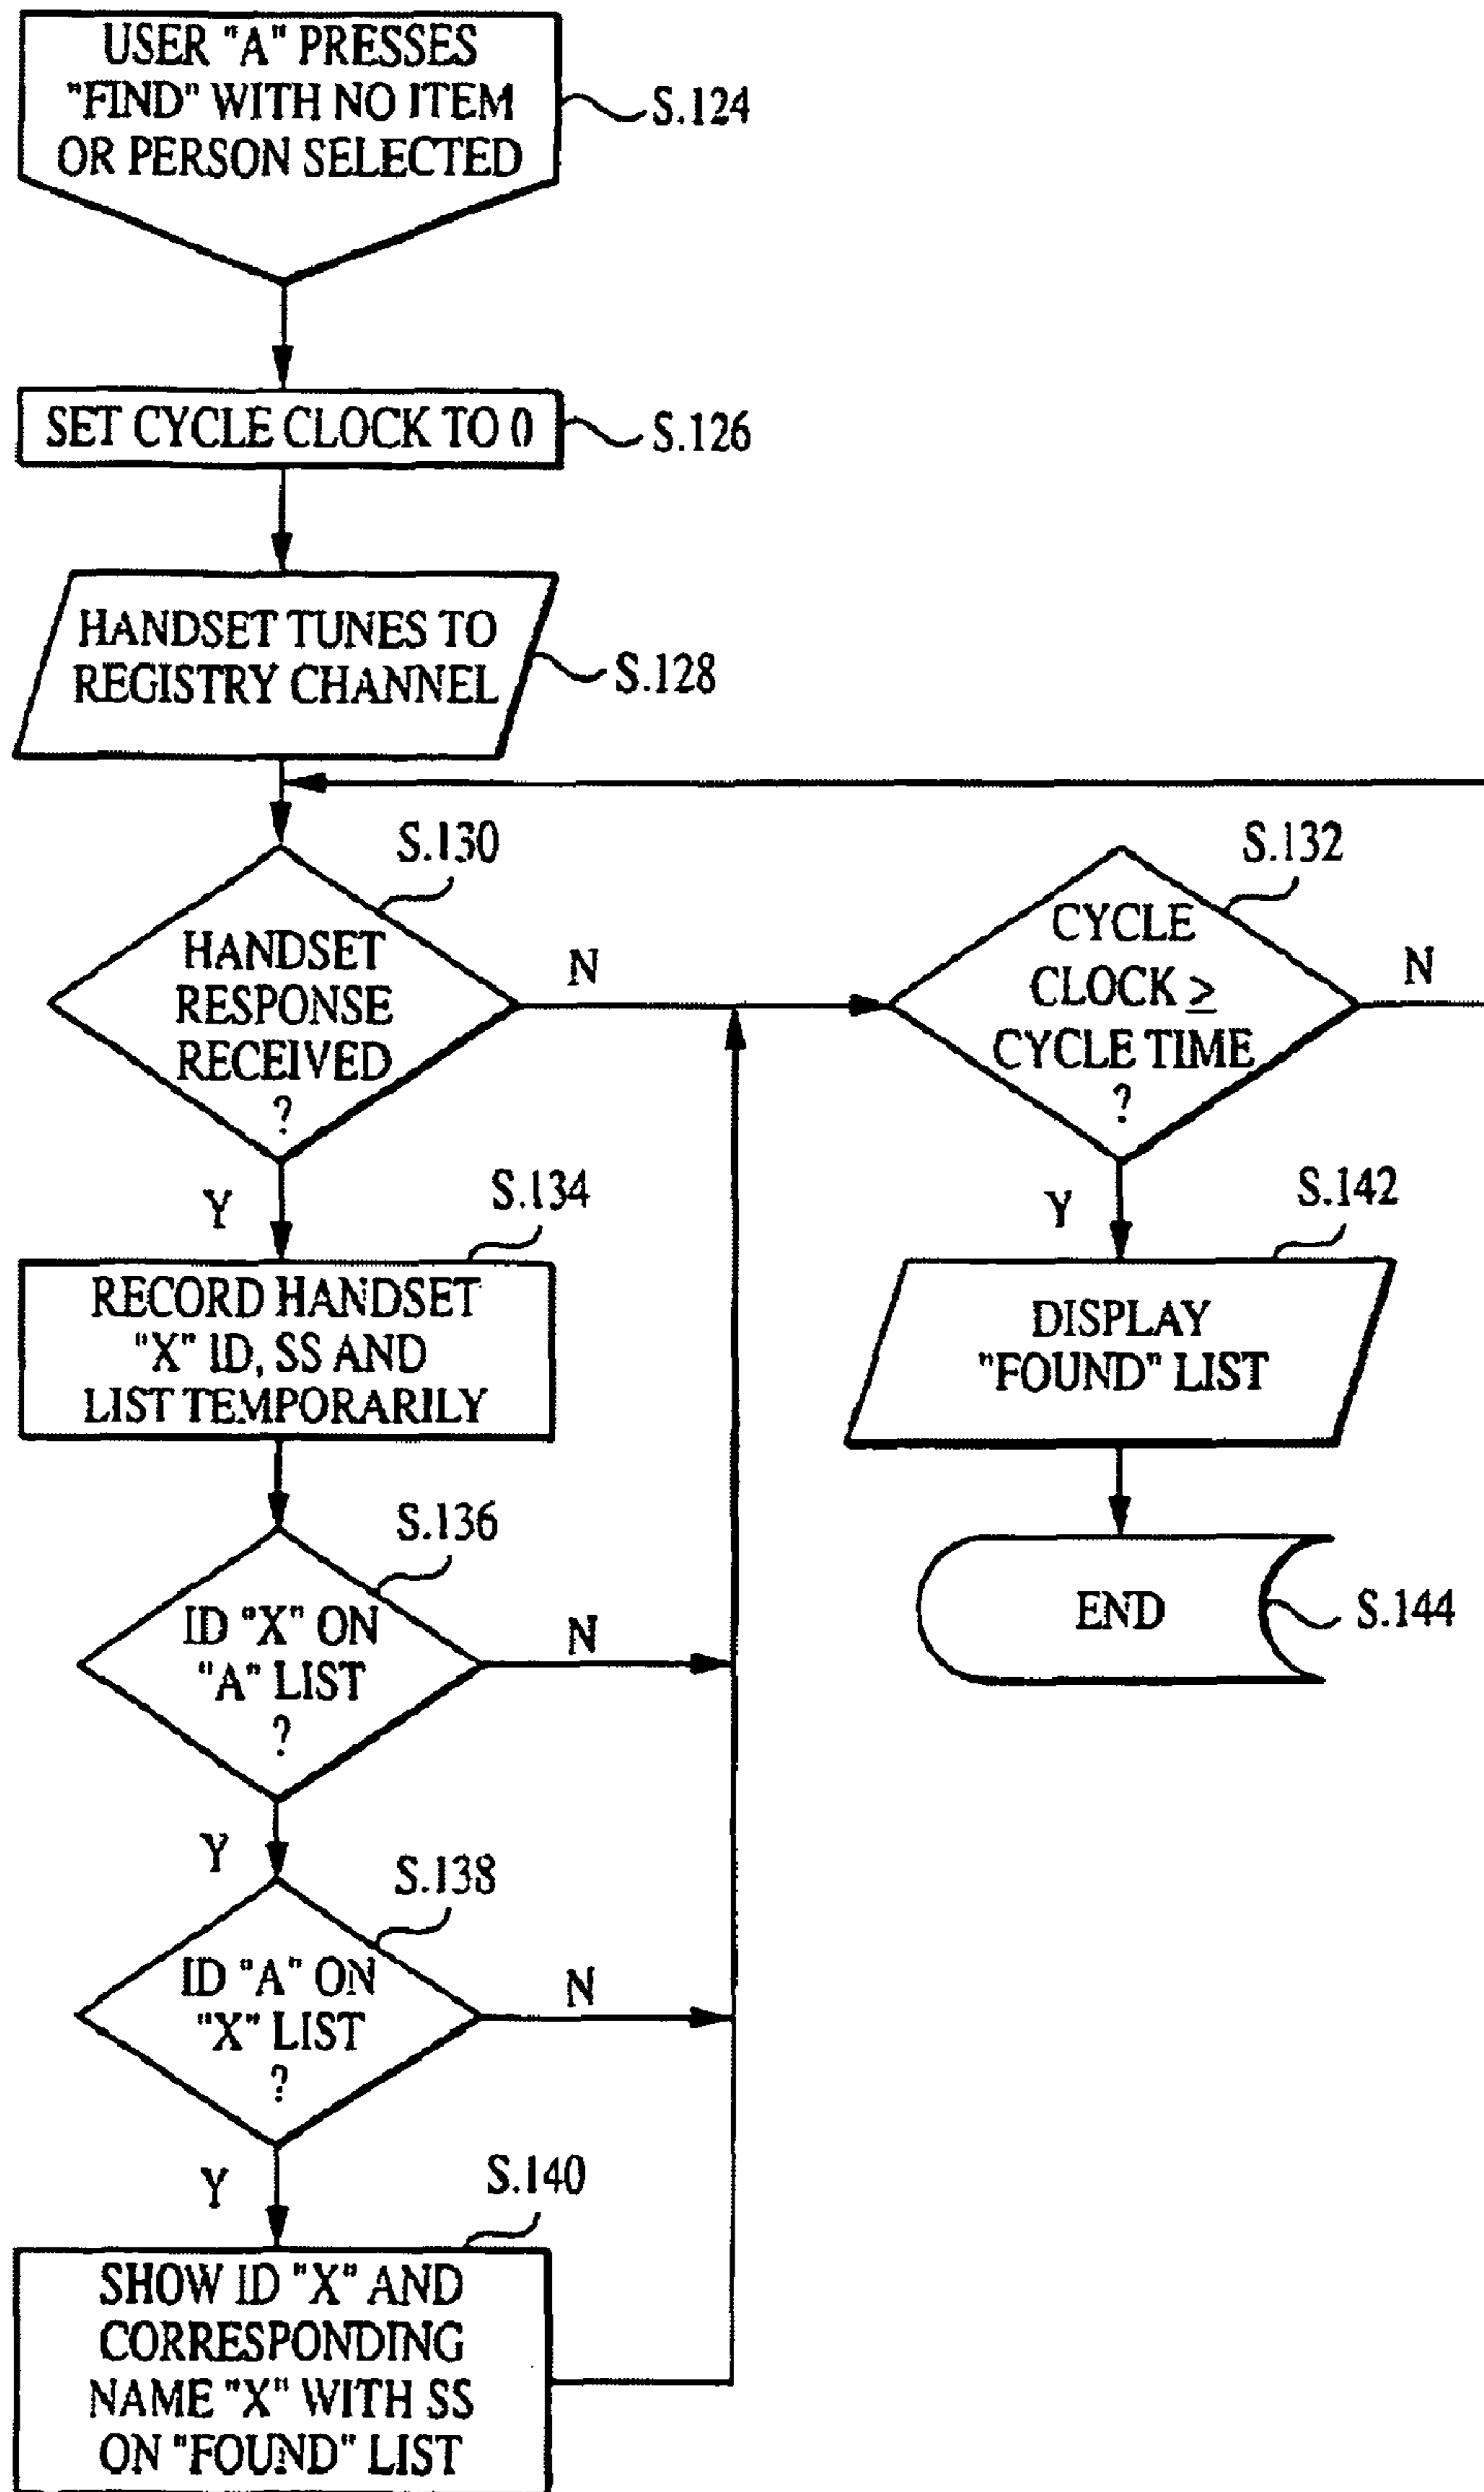 USER "A" PRESSES
"FIND" WITH NO ITEM
OR PERSON SELECTED
S.124
SET CYCLE CLOCK TO 0
S.126
HANDSET TUNES TO
REGISTRY CHANNEL
S.128
S.130
HANDSET
RESPONSE
RECEIVED
?
N
Y
S.132
CYCLE
CLOCK ≥
CYCLE TIME
?
N
Y
S.134
RECORD HANDSET
"X" ID, SS AND
LIST TEMPORARILY
S.142
DISPLAY
"FOUND" LIST
S.136
ID "X" ON
"A" LIST
?
N
Y
END
S.144
S.138
ID "A" ON
"X" LIST
?
N
Y
S.140
SHOW ID "X" AND
CORRESPONDING
NAME "X" WITH SS
ON "FOUND" LIST